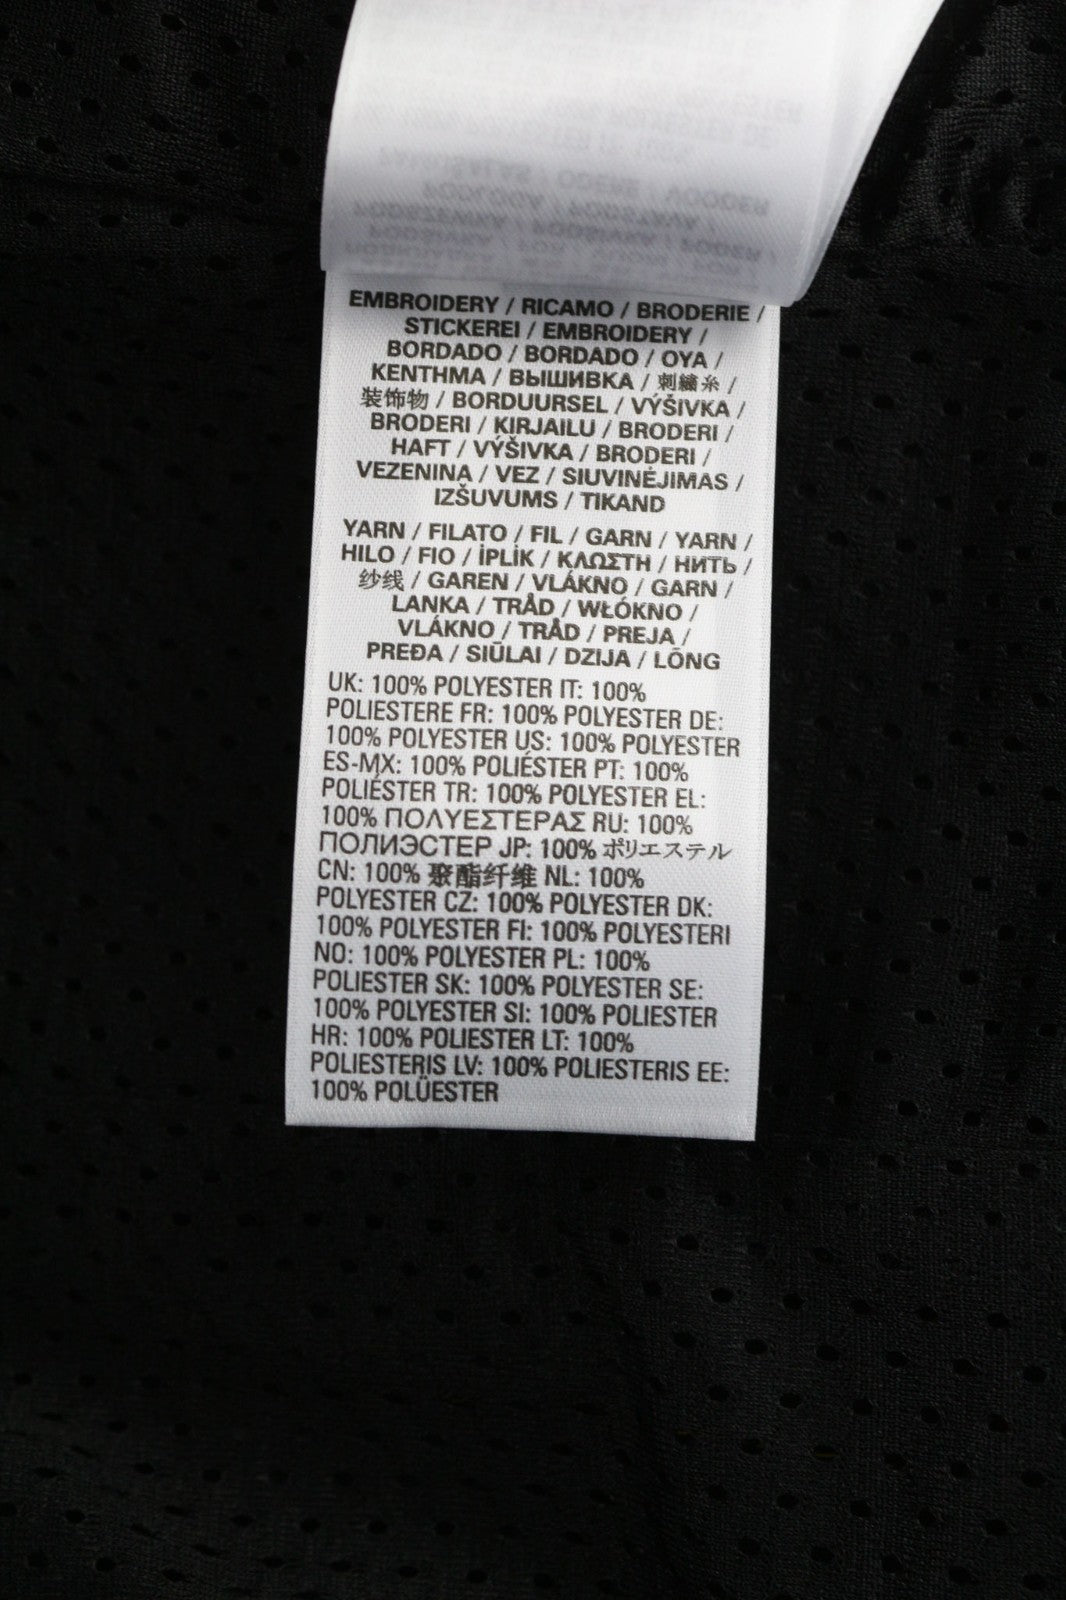 EMBROIDERY / RICAMO / BRODERIE /
STICKEREI / EMBROIDERY /
BORDADO / BORDADO / OYA /
ΚΕΝΤΗΜΑ / ВЫШИВКА / 刺繍糸 /
装饰物 / BORDUURSEL / VÝŠIVKA /
BRODERI / KIRJAILU / BRODERI /
HAFT / VÝŠIVKA / BRODERI /
VEZENINA / VEZ / SIUVINĖJIMAS /
IZŠUVUMS / TIKAND
YARN / FILATO / FIL / GARN / YARN /
HILO / FIO / İPLİK / ΚΛΩΣΤΗ / НИТЬ /
纱线 / GAREN / VLÁKNO / GARN /
LANKA / TRÅD / WŁÓKNO /
VLÁKNO / TRÅD / PREJA /
PREĐA / SIŪLAI / DZIJA / LÕNG
UK: 100% POLYESTER IT: 100%
POLIESTERE FR: 100% POLYESTER DE:
100% POLYESTER US: 100% POLYESTER
ES-MX: 100% POLIÉSTER PT: 100%
POLIÉSTER TR: 100% POLYESTER EL:
100% ΠΟΛΥΕΣΤΕΡΑΣ RU: 100%
ПОЛИЭСТЕР JP: 100% ポリエステル
CN: 100% 聚酯纤维 NL: 100%
POLYESTER CZ: 100% POLYESTER DK:
100% POLYESTER FI: 100% POLYESTERI
NO: 100% POLYESTER PL: 100%
POLIESTER SK: 100% POLYESTER SE:
100% POLYESTER SI: 100% POLIESTER
HR: 100% POLIESTER LT: 100%
POLIESTERIS LV: 100% POLIESTERIS EE:
100% POLÜESTER